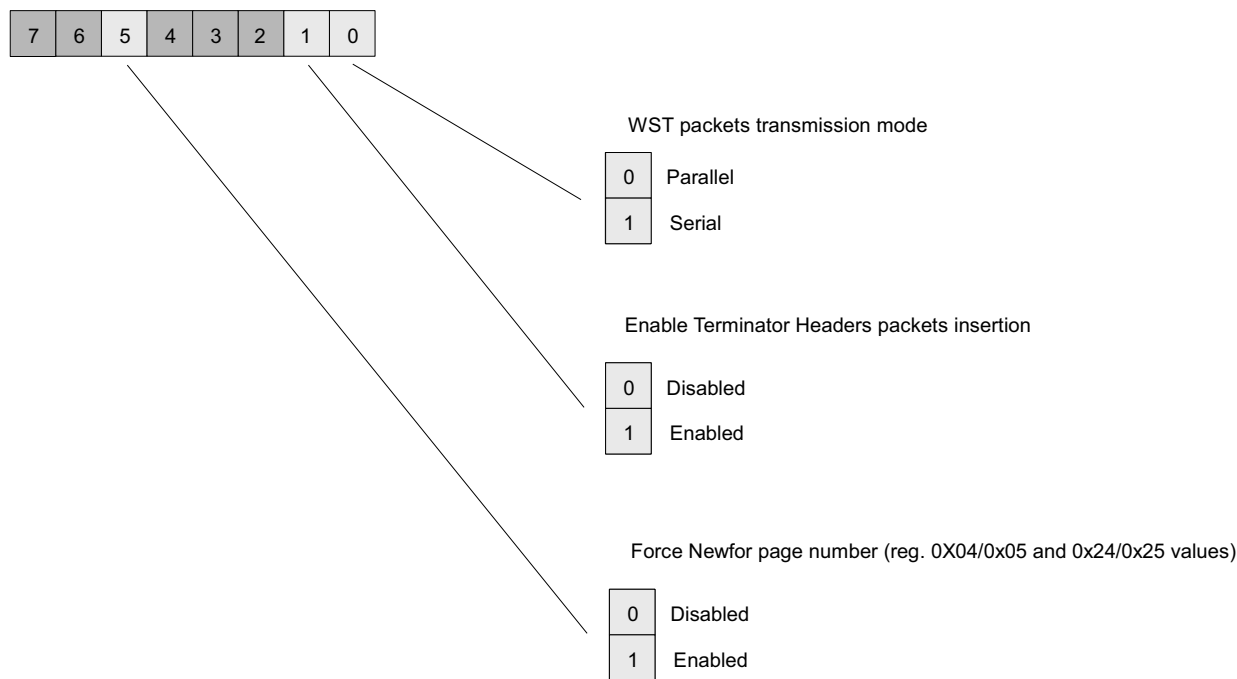 7 6 5 4 3 2 1 0
WST packets transmission mode
0 Parallel
1 Serial
Enable Terminator Headers packets insertion
0 Disabled
1 Enabled
Force Newfor page number (reg. 0X04/0x05 and 0x24/0x25 values)
0 Disabled
1 Enabled